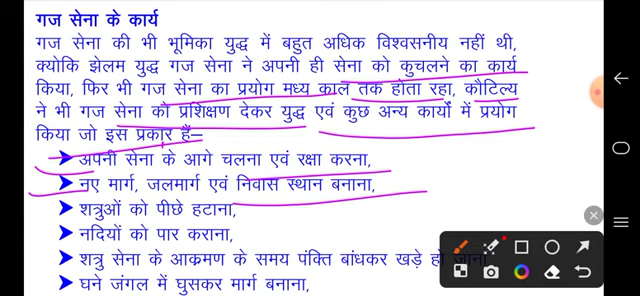 गज सेना के कार्य
गज सेना की भी भूमिका युद्ध में बहुत अधिक विश्वसनीय नहीं थी,
क्योकि झेलम युद्ध गज सेना ने अपनी ही सेना को कुचलने का कार्य
किया, फिर भी गज सेना का प्रयोग मध्य काल तक होता रहा, कौटिल्य
ने भी गज सेना को प्रशिक्षण देकर युद्ध एवं कुछ अन्य कार्यो में प्रयोग
किया जो इस प्रकार हैं—
➤ अपनी सेना के आगे चलना एवं रक्षा करना,
➤ नए मार्ग, जलमार्ग एवं निवास स्थान बनाना,
➤ शत्रुओं को पीछे हटाना,
➤ नदियों को पार कराना,
➤ शत्रु सेना के आक्रमण के समय पंक्ति बांधकर खड़े हो जाना,
➤ घने जंगल में घुसकर मार्ग बनाना,